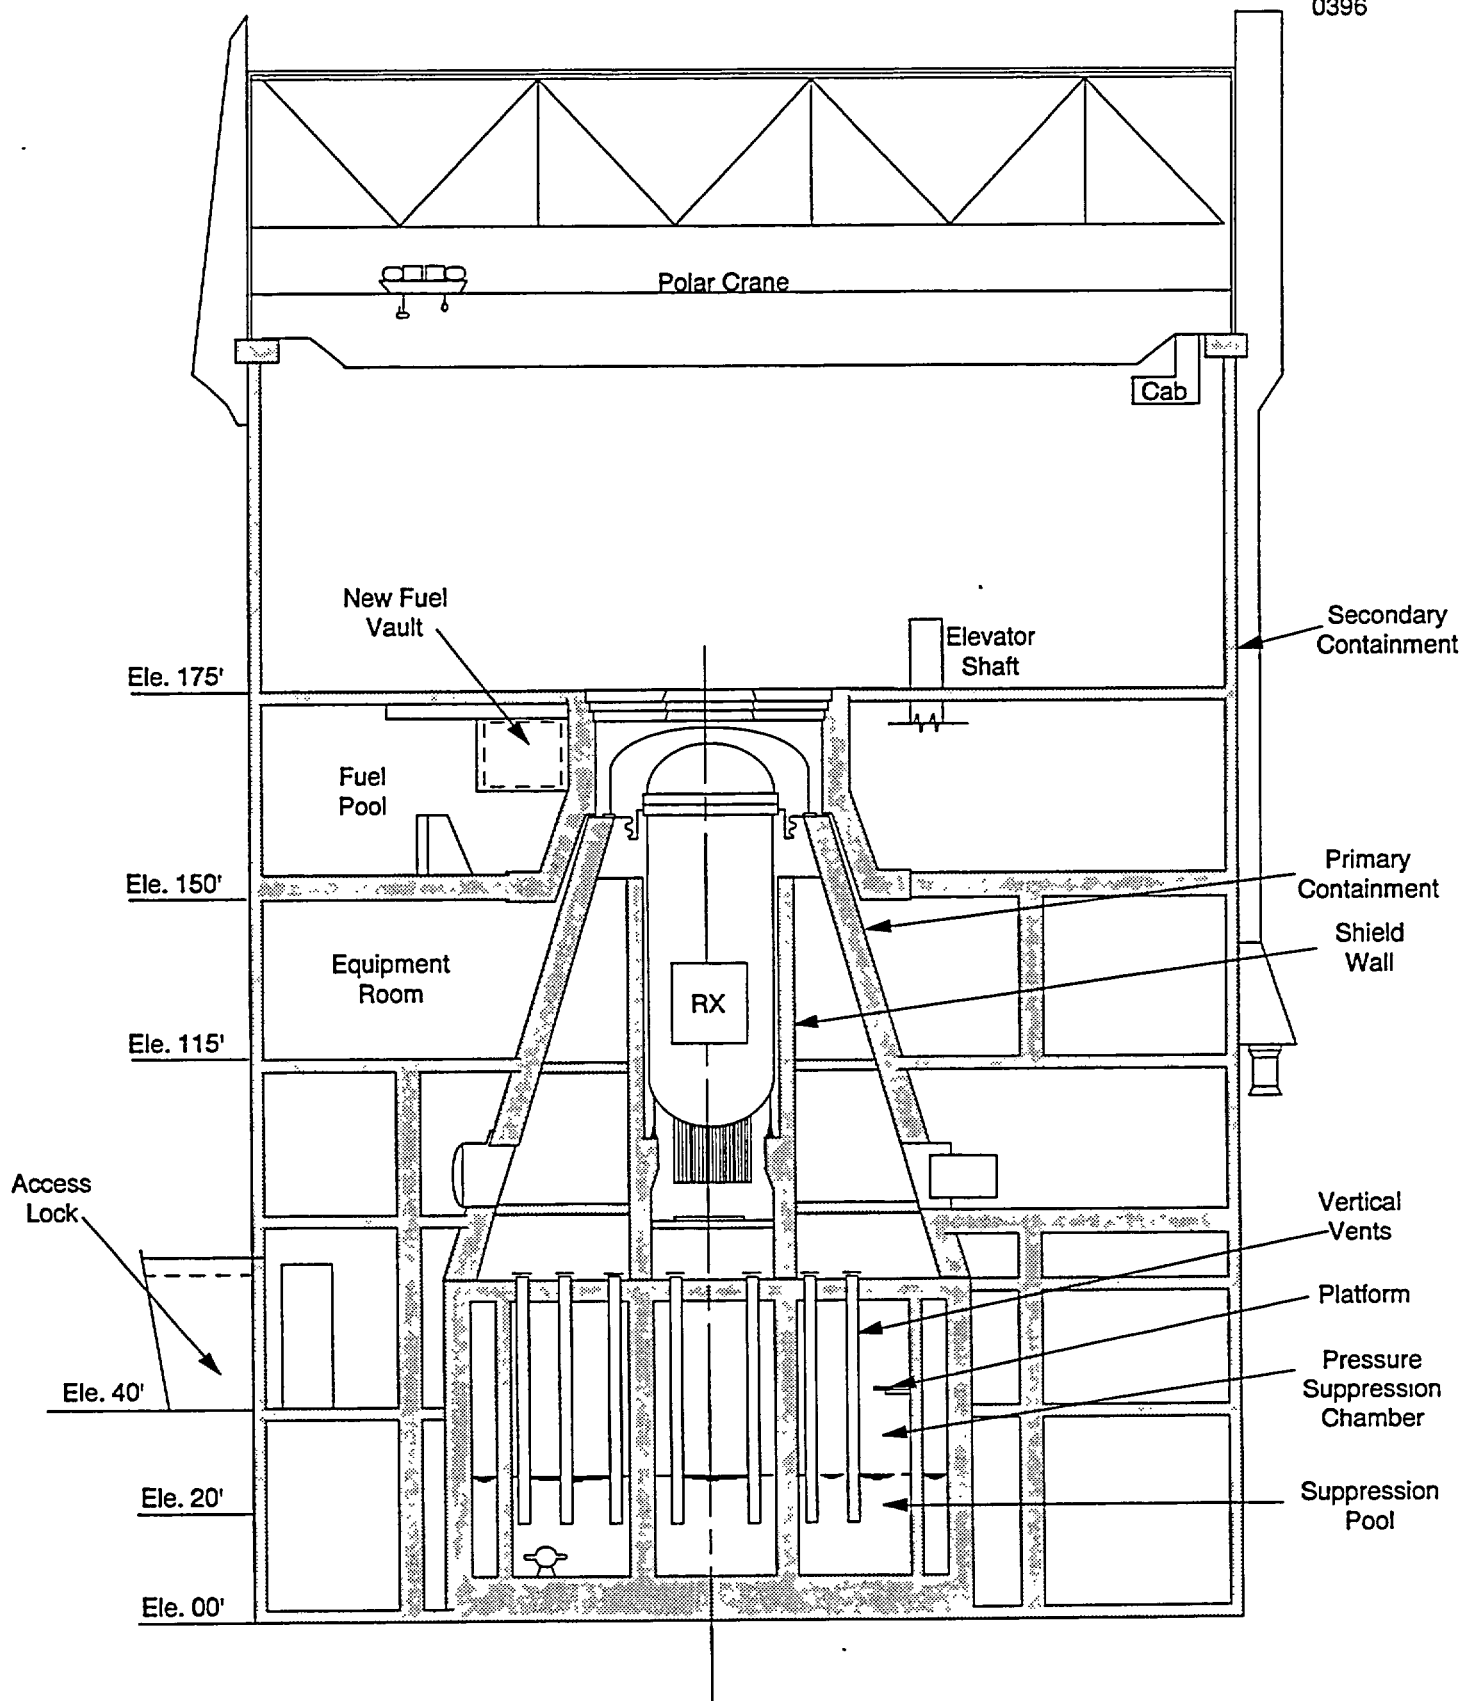 0396
Polar Crane
Cab
New Fuel
Vault
Elevator
Shaft
Secondary
Containment
Ele. 175'
Fuel
Pool
Primary
Containment
Ele. 150'
Shield
Wall
Equipment
Room
RX
Ele. 115'
Access
Lock
Vertical
Vents
Platform
Pressure
Suppression
Chamber
Ele. 40'
Ele. 20'
Suppression
Pool
Ele. 00'